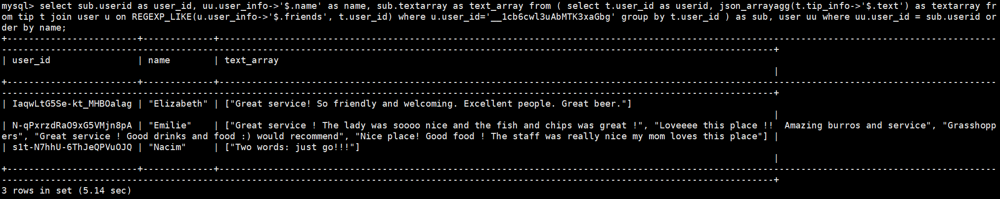 mysql> select sub.userid as user_id, uu.user_info->'$.name' as name, sub.textarray as text_array from ( select t.user_id as userid, json_arrayagg(t.tip_info->'$.text') as textarray fr
om tip t join user u on REGEXP_LIKE(u.user_info->'$.friends', t.user_id) where u.user_id='__1cb6cwl3uAbMTK3xaGbg' group by t.user_id ) as sub, user uu where uu.user_id = sub.userid or
der by name;
| user_id | name | text_array
|
| IaqwLtG5Se-kt_MHBOalag | "Elizabeth" | ["Great service! So friendly and welcoming. Excellent people. Great beer."]
|
| N-qPxrzdRaO9xG5VMjn8pA | "Emilie" | ["Great service ! The lady was soooo nice and the fish and chips was great !", "Loveeee this place !!  Amazing burros and service", "Grasshopp
ers", "Great service ! Good drinks and food :) would recommend", "Nice place! Good food ! The staff was really nice my mom loves this place"] |
| s1t-N7hhU-6ThJeQPVuOJQ | "Nacim" | ["Two words: just go!!!"]
|
3 rows in set (5.14 sec)